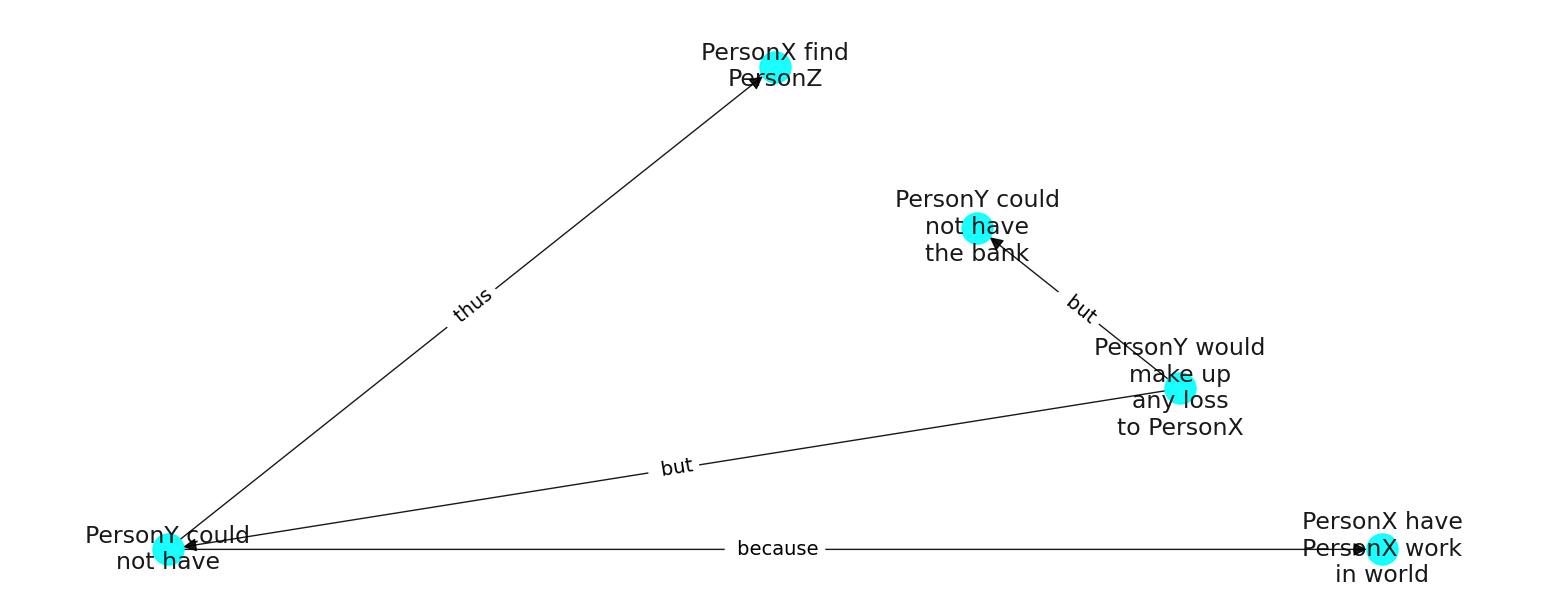 PersonX find
PersonZ
PersonY could
not have
the bank
thus
but
PersonY would
make up
any loss
to PersonX
but
PersonY could
not have
because
PersonX have
PersonX work
in world